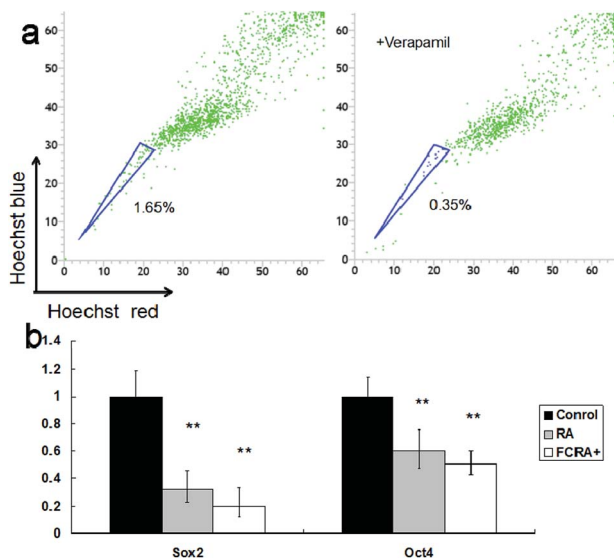 a
60
50
40
30
20
10
0
0 10 20 30 40 50 60
1.65%
+Verapamil
60
50
40
30
20
10
0
0 10 20 30 40 50 60
0.35%
Hoechst blue
Hoechst red
b
1.4
1.2
1
0.8
0.6
0.4
0.2
0
** ** ** **
Sox2 Oct4
Conrol
RA
FCIRA+